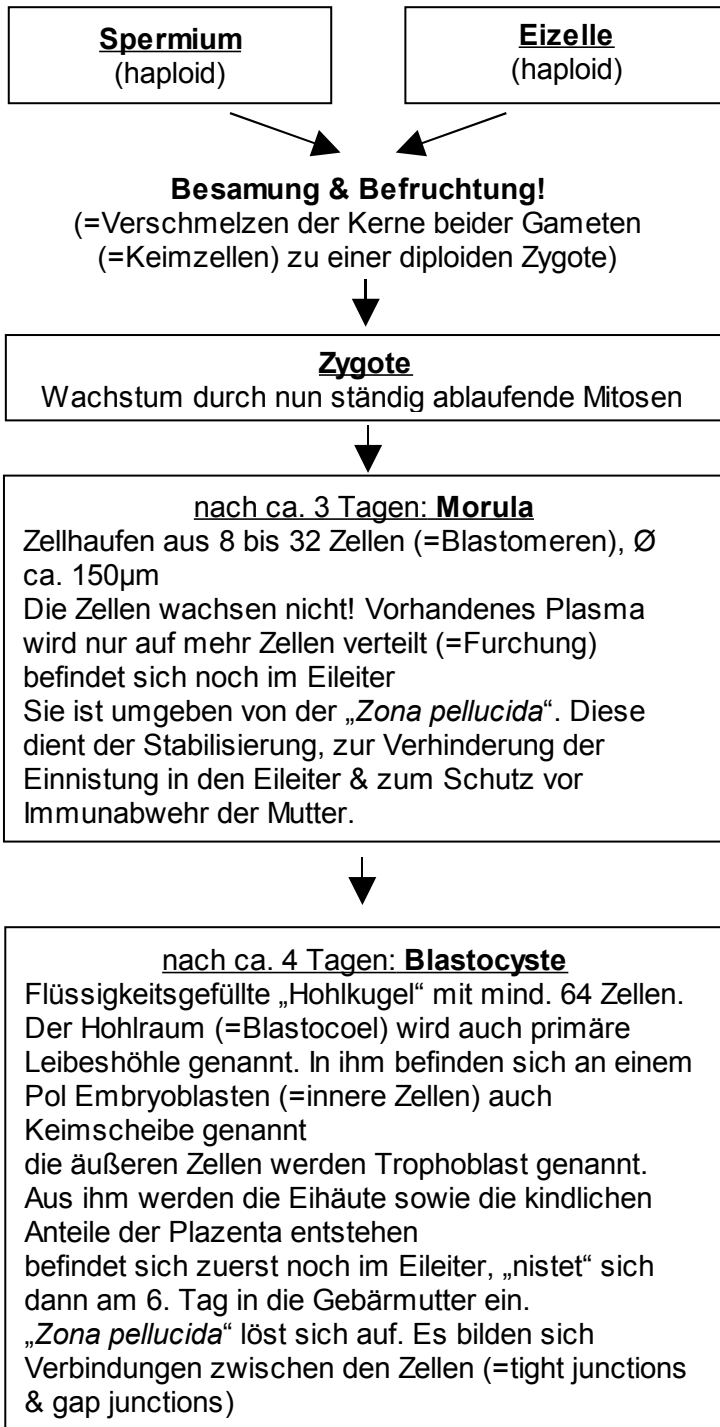 Spermium
(haploid)
Eizelle
(haploid)
Besamung & Befruchtung!
(=Verschmelzen der Kerne beider Gameten
(=Keimzellen) zu einer diploiden Zygote)
Zygote
Wachstum durch nun ständig ablaufende Mitosen
nach ca. 3 Tagen: Morula
Zellhaufen aus 8 bis 32 Zellen (=Blastomeren), Ø
ca. 150µm
Die Zellen wachsen nicht! Vorhandenes Plasma
wird nur auf mehr Zellen verteilt (=Furchung)
befindet sich noch im Eileiter
Sie ist umgeben von der „Zona pellucida“. Diese
dient der Stabilisierung, zur Verhinderung der
Einnistung in den Eileiter & zum Schutz vor
Immunabwehr der Mutter.
nach ca. 4 Tagen: Blastocyste
Flüssigkeitsgefüllte „Hohlkugel“ mit mind. 64 Zellen.
Der Hohlraum (=Blastocoel) wird auch primäre
Leibeshöhle genannt. In ihm befinden sich an einem
Pol Embryoblasten (=innere Zellen) auch
Keimscheibe genannt
die äußeren Zellen werden Trophoblast genannt.
Aus ihm werden die Eihäute sowie die kindlichen
Anteile der Plazenta entstehen
befindet sich zuerst noch im Eileiter, „nistet“ sich
dann am 6. Tag in die Gebärmutter ein.
„Zona pellucida“ löst sich auf. Es bilden sich
Verbindungen zwischen den Zellen (=tight junctions
& gap junctions)